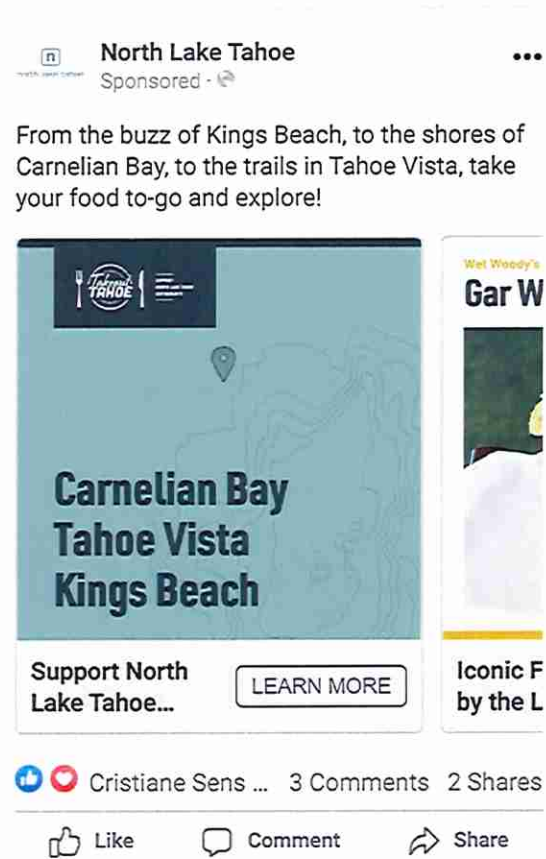 n
north lake tahoe
North Lake Tahoe
Sponsored ·
From the buzz of Kings Beach, to the shores of
Carnelian Bay, to the trails in Tahoe Vista, take
your food to-go and explore!
Takeout
TAHOE
Carnelian Bay
Tahoe Vista
Kings Beach
Support North
Lake Tahoe...
LEARN MORE
Wet Woody's
Gar W
Iconic F
by the L
Cristiane Sens ... 3 Comments 2 Shares
Like Comment Share